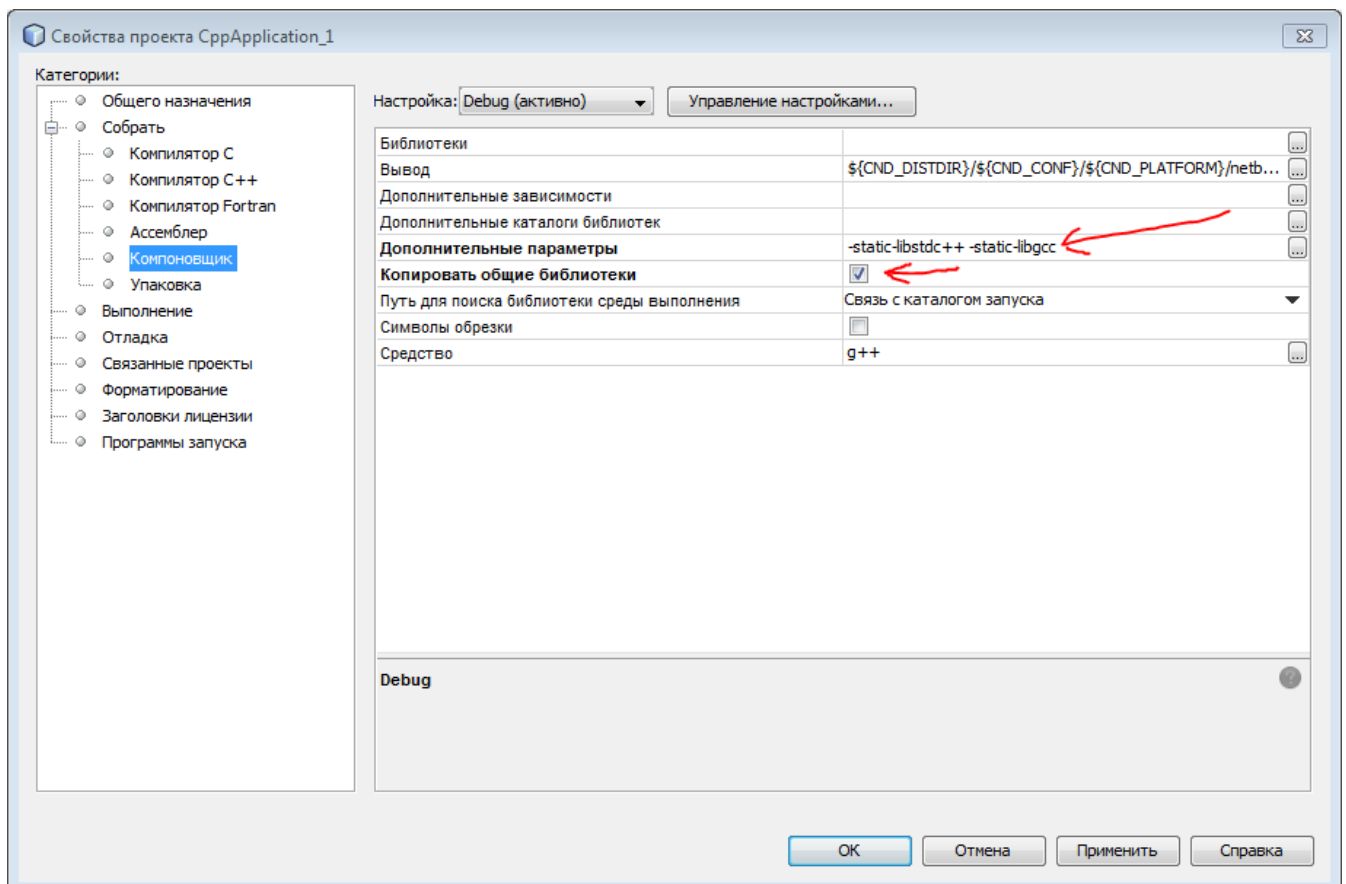 Свойства проекта CppApplication_1
Категории:
Общего назначения
Собрать
Компилятор C
Компилятор C++
Компилятор Fortran
Ассемблер
Компоновщик
Упаковка
Выполнение
Отладка
Связанные проекты
Форматирование
Заголовки лицензии
Программы запуска
Настройка: Debug (активно) Управление настройками...
Библиотеки ...
Вывод ${CND_DISTDIR}/${CND_CONF}/${CND_PLATFORM}/netb... ...
Дополнительные зависимости ...
Дополнительные каталоги библиотек ...
Дополнительные параметры -static-libstdc++ -static-libgcc ...
Копировать общие библиотеки
Путь для поиска библиотеки среды выполнения Связь с каталогом запуска
Символы обрезки
Средство g++ ...
Debug ?
OK Отмена Применить Справка